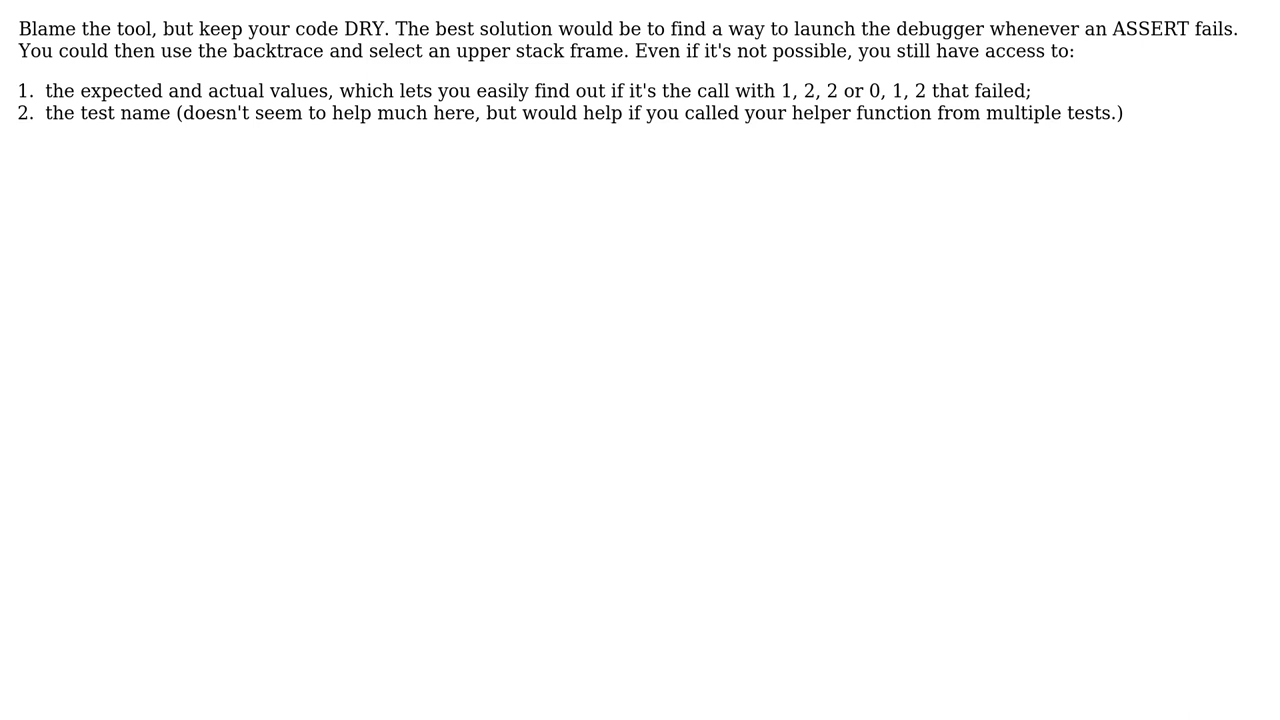 Blame the tool, but keep your code DRY. The best solution would be to find a way to launch the debugger whenever an ASSERT fails.
You could then use the backtrace and select an upper stack frame. Even if it's not possible, you still have access to:
1. the expected and actual values, which lets you easily find out if it's the call with 1, 2, 2 or 0, 1, 2 that failed;
2. the test name (doesn't seem to help much here, but would help if you called your helper function from multiple tests.)